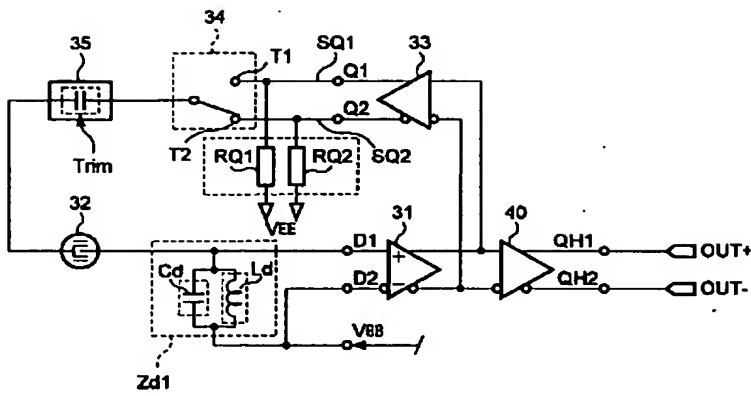 34
35
T1
SQ1
Q1
33
Q2
Trim
T2
RQ1
RQ2
SQ2
VEE
32
31
40
D1
QH1
OUT+
Cd
Ld
D2
QH2
OUT-
VBB
Zd1